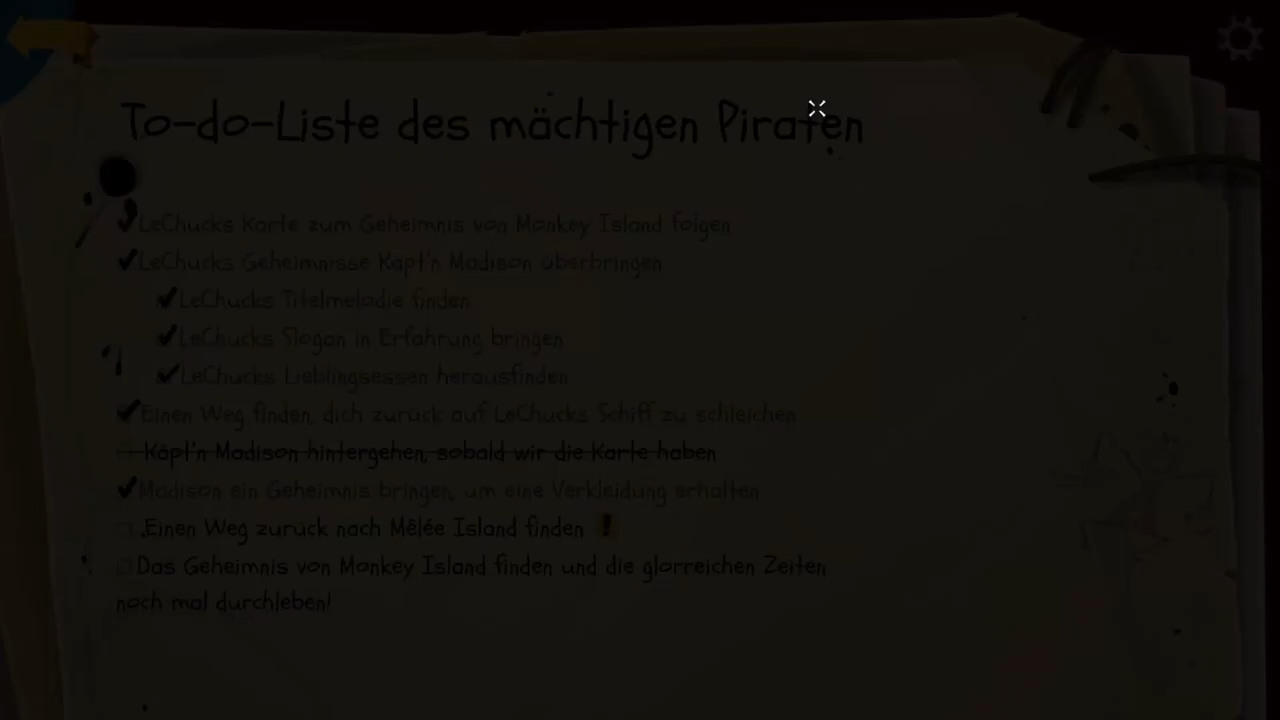 To-do-Liste des mächtigen Piraten
LeChucks Karte zum Geheimnis von Monkey Island folgen
LeChucks Geheimnisse Käpt'n Madison überbringen
LeChucks Titelmelodie finden
LeChucks Slogan in Erfahrung bringen
LeChucks Lieblingsessen herausfinden
Einen Weg finden, dich zurück auf LeChucks Schiff zu schleichen
Käpt'n Madison hintergehen, sobald wir die Karte haben
Madison ein Geheimnis bringen, um eine Verkleidung erhalten
Einen Weg zurück nach Mêlée Island finden !
Das Geheimnis von Monkey Island finden und die glorreichen Zeiten
noch mal durchleben!